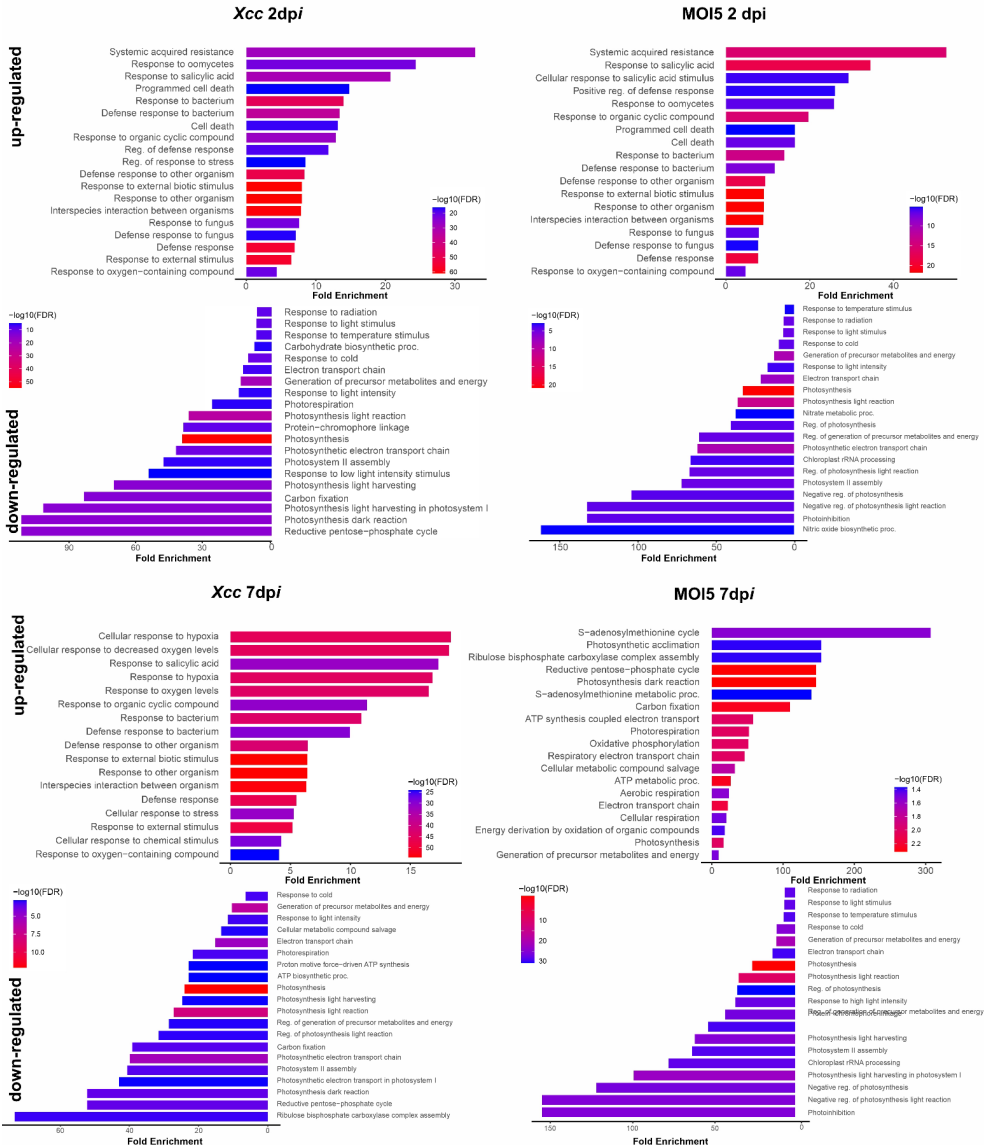 Xcc 2dpi
MOI5 2 dpi
up-regulated
Systemic acquired resistance
Response to oomycetes
Response to salicylic acid
Programmed cell death
Response to bacterium
Defense response to bacterium
Cell death
Response to organic cyclic compound
Reg. of defense response
Reg. of response to stress
Defense response to other organism
Response to external biotic stimulus
Response to other organism
Interspecies interaction between organisms
Response to fungus
Defense response to fungus
Defense response
Response to external stimulus
Response to oxygen−containing compound
−log10(FDR)
20
30
40
50
60
0
10
20
30
Fold Enrichment
Systemic acquired resistance
Response to salicylic acid
Cellular response to salicylic acid stimulus
Positive reg. of defense response
Response to oomycetes
Response to organic cyclic compound
Programmed cell death
Cell death
Response to bacterium
Defense response to bacterium
Defense response to other organism
Response to external biotic stimulus
Response to other organism
Interspecies interaction between organisms
Response to fungus
Defense response to fungus
Defense response
Response to oxygen−containing compound
−log10(FDR)
10
15
20
0
20
40
Fold Enrichment
down-regulated
−log10(FDR)
10
20
30
40
50
Response to radiation
Response to light stimulus
Response to temperature stimulus
Carbohydrate biosynthetic proc.
Response to cold
Electron transport chain
Generation of precursor metabolites and energy
Response to light intensity
Photorespiration
Photosynthesis light reaction
Protein−chromophore linkage
Photosynthesis
Photosynthetic electron transport chain
Photosystem II assembly
Response to low light intensity stimulus
Photosynthesis light harvesting
Carbon fixation
Photosynthesis light harvesting in photosystem I
Photosynthesis dark reaction
Reductive pentose−phosphate cycle
90
60
30
0
Fold Enrichment
−log10(FDR)
5
10
15
20
Response to temperature stimulus
Response to radiation
Response to light stimulus
Response to cold
Generation of precursor metabolites and energy
Response to light intensity
Electron transport chain
Photosynthesis
Photosynthesis light reaction
Nitrate metabolic proc.
Reg. of photosynthesis
Reg. of generation of precursor metabolites and energy
Photosynthetic electron transport chain
Chloroplast rRNA processing
Reg. of photosynthesis light reaction
Photosystem II assembly
Negative reg. of photosynthesis
Negative reg. of photosynthesis light reaction
Photoinhibition
Nitric oxide biosynthetic proc.
150
100
50
0
Fold Enrichment
Xcc 7dpi
MOI5 7dpi
up-regulated
Cellular response to hypoxia
Cellular response to decreased oxygen levels
Response to salicylic acid
Response to hypoxia
Response to oxygen levels
Response to organic cyclic compound
Response to bacterium
Defense response to bacterium
Defense response to other organism
Response to external biotic stimulus
Response to other organism
Interspecies interaction between organism
Defense response
Cellular response to stress
Response to external stimulus
Cellular response to chemical stimulus
Response to oxygen−containing compound
−log10(FDR)
25
30
35
40
45
50
0
5
10
15
Fold Enrichment
S−adenosylmethionine cycle
Photosynthetic acclimation
Ribulose bisphosphate carboxylase complex assembly
Reductive pentose−phosphate cycle
Photosynthesis dark reaction
S−adenosylmethionine metabolic proc.
Carbon fixation
ATP synthesis coupled electron transport
Photorespiration
Oxidative phosphorylation
Respiratory electron transport chain
Cellular metabolic compound salvage
ATP metabolic proc.
Aerobic respiration
Electron transport chain
Cellular respiration
Energy derivation by oxidation of organic compounds
Photosynthesis
Generation of precursor metabolites and energy
−log10(FDR)
1.4
1.6
1.8
2.0
2.2
0
100
200
300
Fold Enrichment
down-regulated
−log10(FDR)
5.0
7.5
10.0
Response to cold
Generation of precursor metabolites and energy
Response to light intensity
Cellular metabolic compound salvage
Electron transport chain
Photorespiration
Proton motive force−driven ATP synthesis
ATP biosynthetic proc.
Photosynthesis
Photosynthesis light harvesting
Photosynthesis light reaction
Reg. of generation of precursor metabolites and energy
Reg. of photosynthesis light reaction
Carbon fixation
Photosynthetic electron transport chain
Photosystem II assembly
Photosynthetic electron transport in photosystem I
Photosynthesis dark reaction
Reductive pentose−phosphate cycle
Ribulose bisphosphate carboxylase complex assembly
60
40
20
0
Fold Enrichment
−log10(FDR)
10
20
30
Response to radiation
Response to light stimulus
Response to temperature stimulus
Response to cold
Generation of precursor metabolites and energy
Electron transport chain
Photosynthesis
Photosynthesis light reaction
Reg. of photosynthesis
Response to high light intensity
Reg. of generation of precursor metabolites and energy
Protein−chromophore linkage
Photosynthesis light harvesting
Photosystem II assembly
Chloroplast rRNA processing
Photosynthesis light harvesting in photosystem I
Negative reg. of photosynthesis
Negative reg. of photosynthesis light reaction
Photoinhibition
150
100
50
0
Fold Enrichment